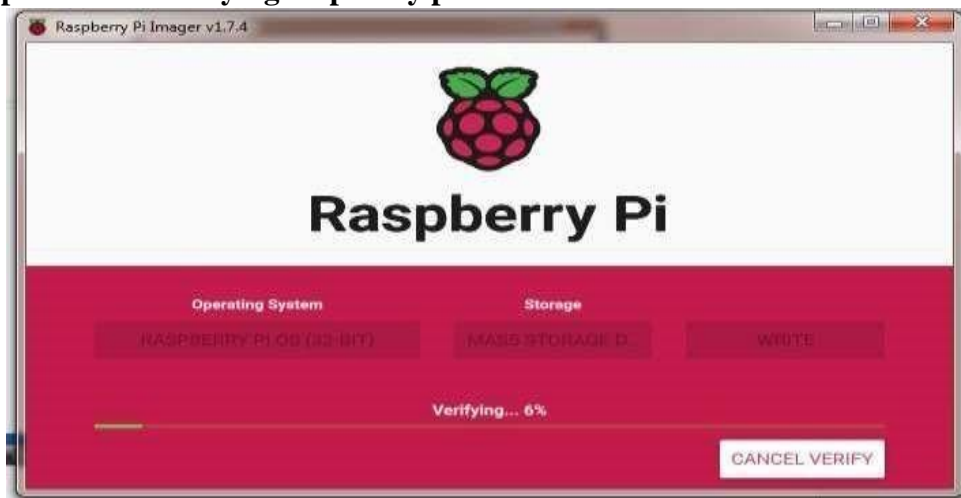 Raspberry Pi Imager v1.7.4
Raspberry Pi
Operating System Storage
RASPBERRY PI OS (32-BIT) MASS STORAGE D... WRITE
Verifying... 6%
CANCEL VERIFY